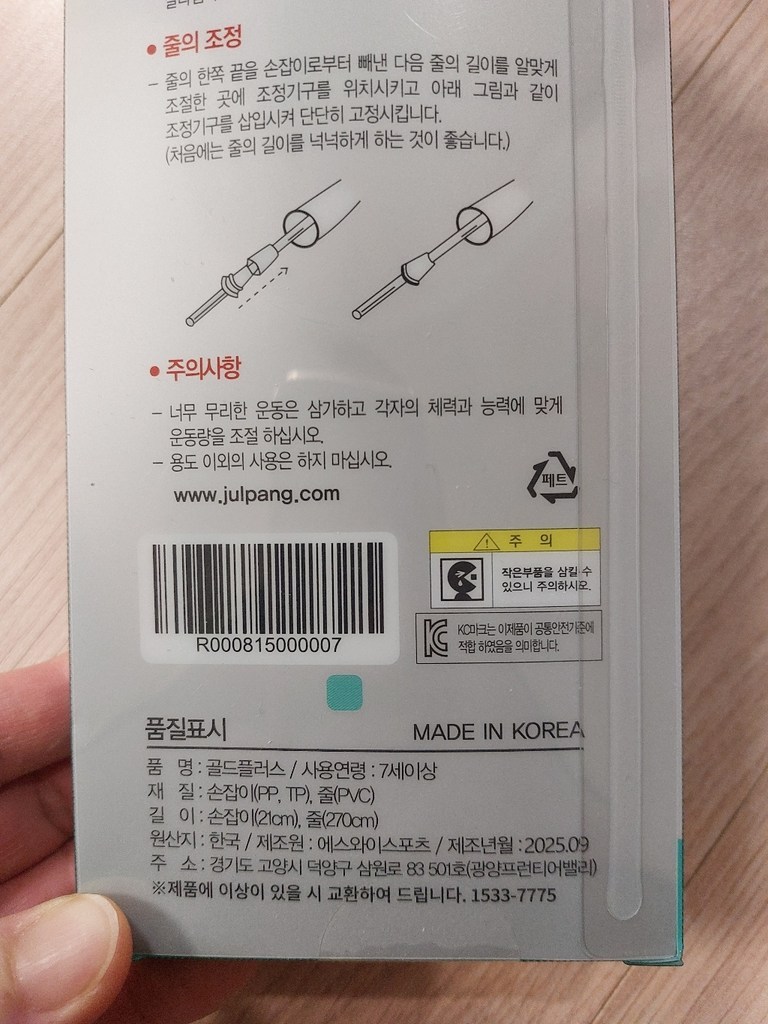 • 줄의 조정
– 줄의 한쪽 끝을 손잡이로부터 빼낸 다음 줄의 길이를 알맞게
조절한 곳에 조정기구를 위치시키고 아래 그림과 같이
조정기구를 삽입시켜 단단히 고정시킵니다.
(처음에는 줄의 길이를 넉넉하게 하는 것이 좋습니다.)
• 주의사항
– 너무 무리한 운동은 삼가하고 각자의 체력과 능력에 맞게
운동량을 조절 하십시오.
– 용도 이외의 사용은 하지 마십시오.
www.julpang.com
페트
주 의
작은부품을 삼킬 수
있으니 주의하시오.
R000815000007
KC마크는 이제품이 공통안전기준에
적합 하였음을 의미합니다.
품질표시
MADE IN KOREA
품 명 : 골드플러스 / 사용연령 : 7세이상
재 질 : 손잡이(PP, TP), 줄(PVC)
길 이 : 손잡이(21cm), 줄(270cm)
원산지 : 한국 / 제조원 : 에스와이스포츠 / 제조년월 : 2025.09
주 소 : 경기도 고양시 덕양구 삼원로 83 501호(광양프런티어밸리)
※제품에 이상이 있을 시 교환하여 드립니다. 1533-7775